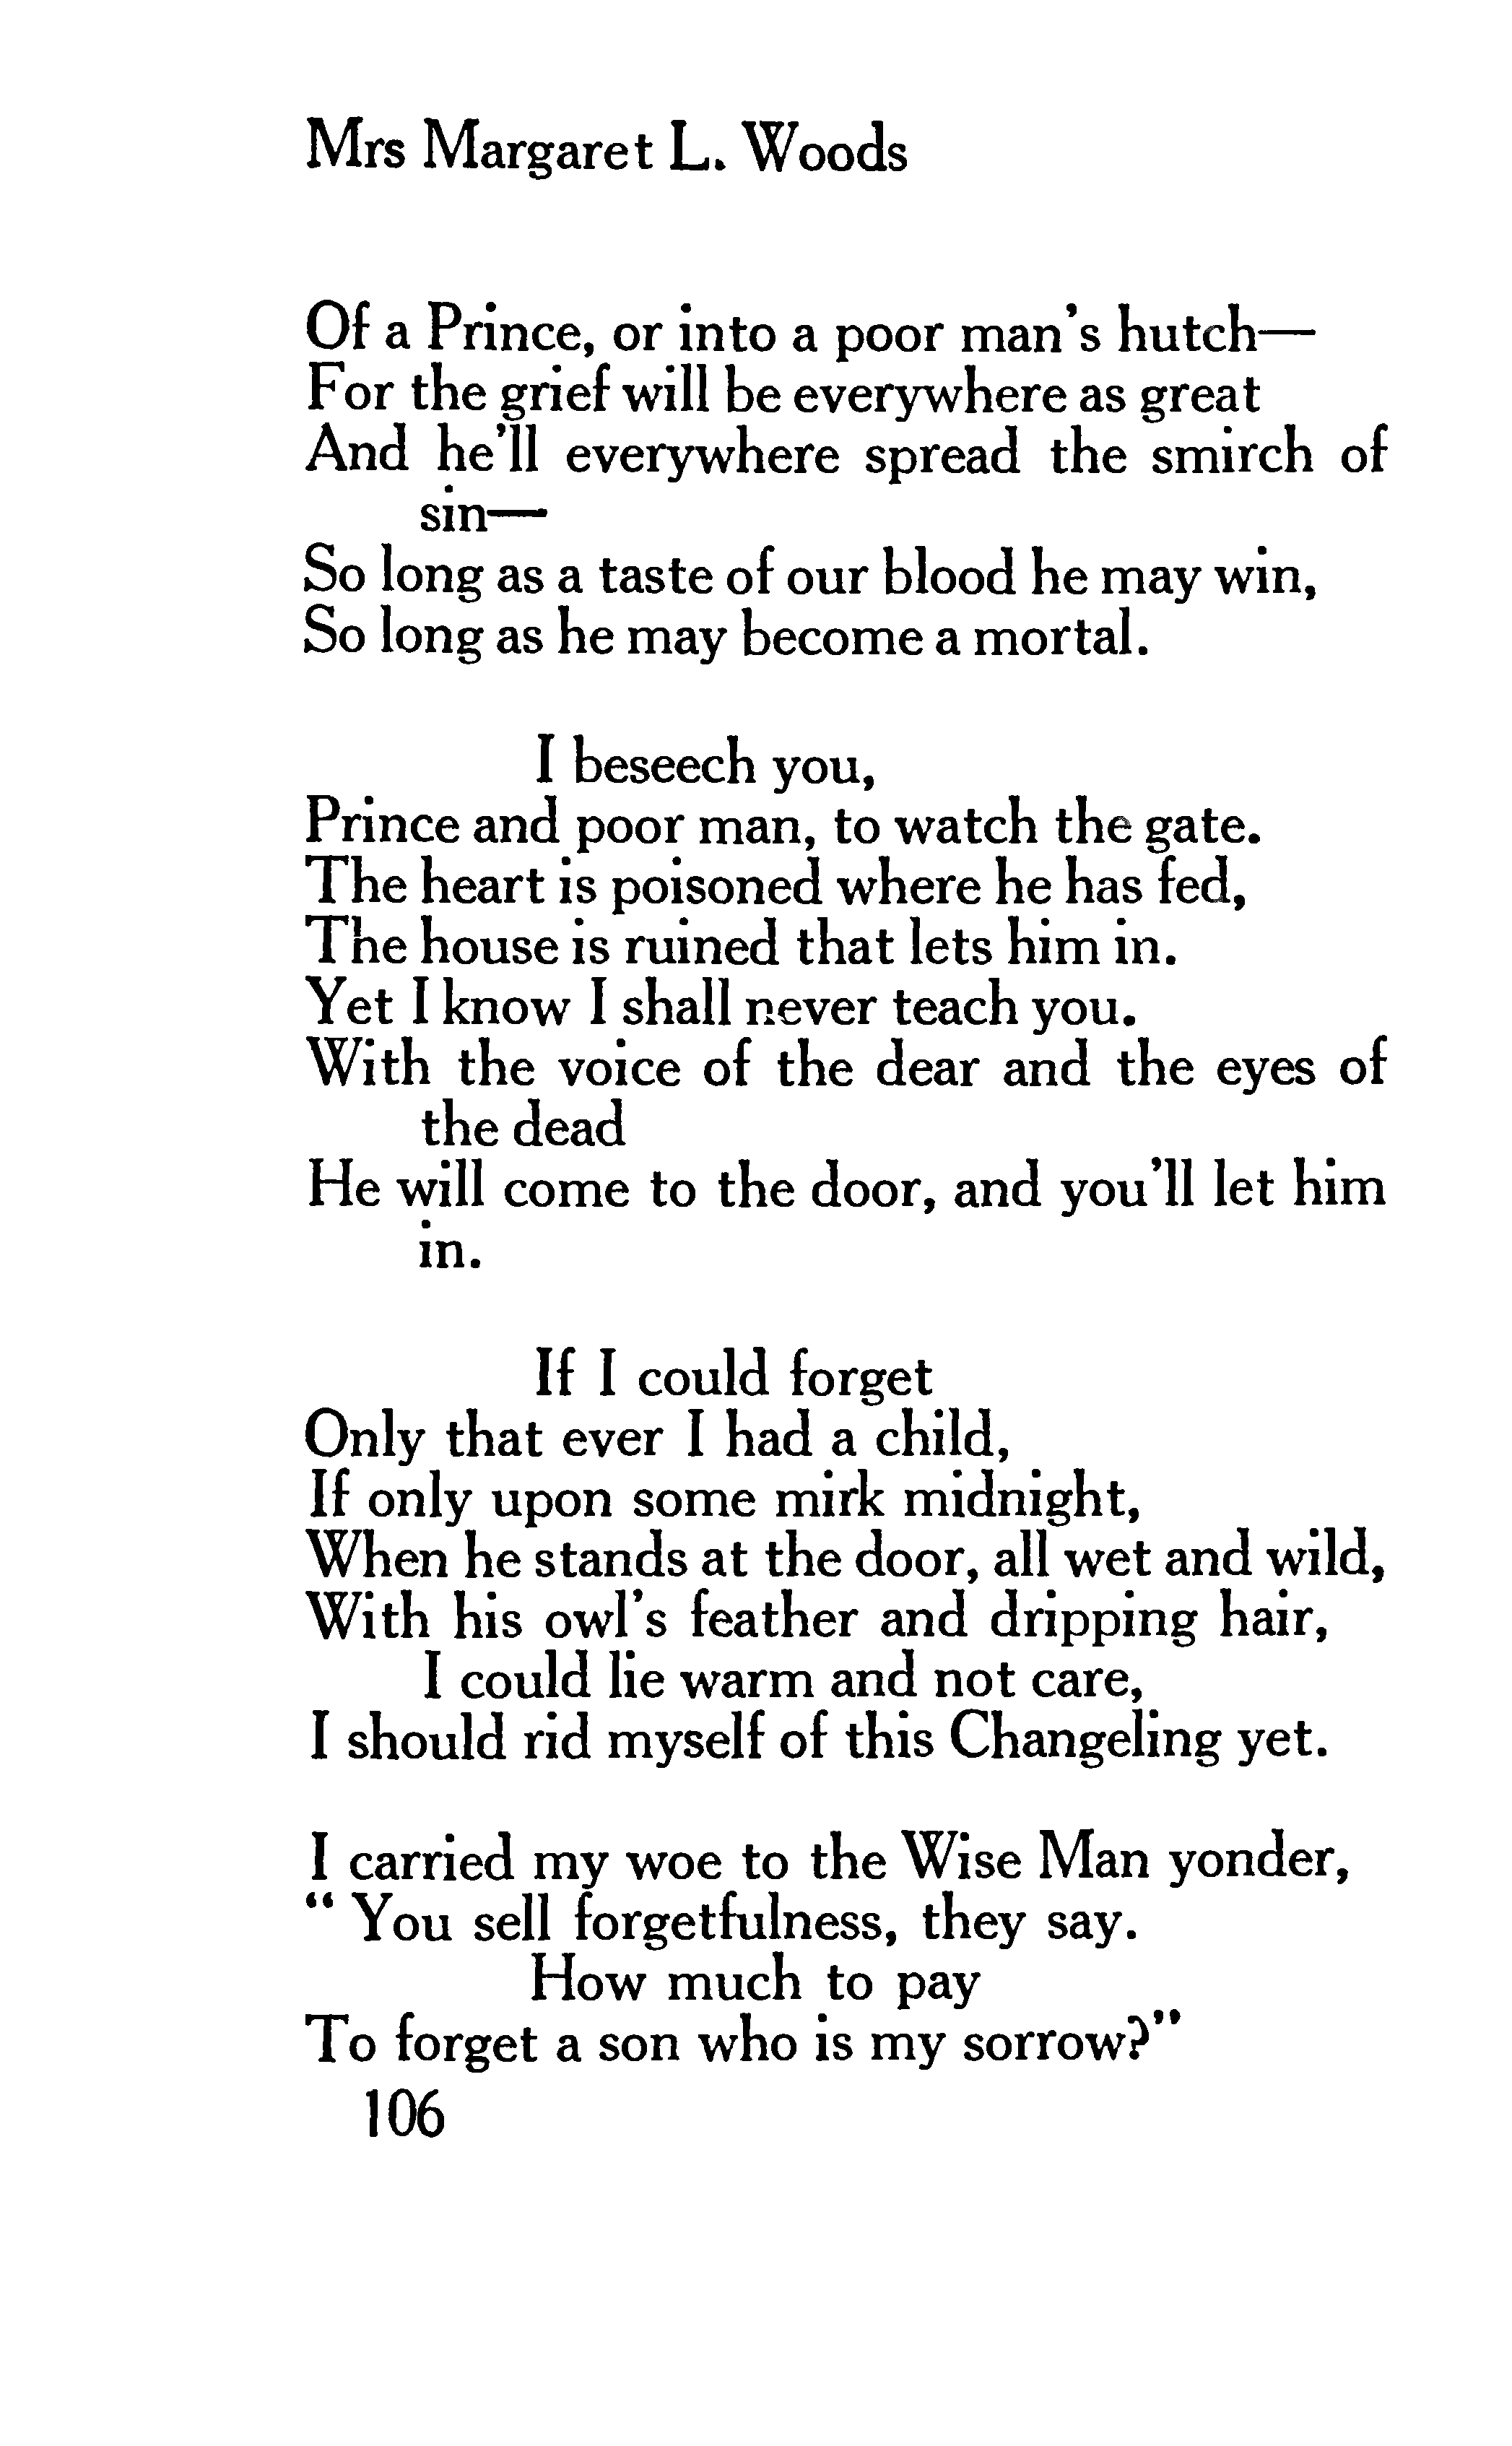 Mrs Margaret L. Woods
Of a Prince, or into a poor man's hutch—
For the grief will be everywhere as great
And he'll everywhere spread the smirch of
sin—
So long as a taste of our blood he may win,
So long as he may become a mortal.
I beseech you,
Prince and poor man, to watch the gate.
The heart is poisoned where he has fed,
The house is ruined that lets him in.
Yet I know I shall never teach you.
With the voice of the dear and the eyes of
the dead
He will come to the door, and you'll let him
in.
If I could forget
Only that ever I had a child,
If only upon some mirk midnight,
When he stands at the door, all wet and wild,
With his owl's feather and dripping hair,
I could lie warm and not care,
I should rid myself of this Changeling yet.
I carried my woe to the Wise Man yonder,
“ You sell forgetfulness, they say.
How much to pay
To forget a son who is my sorrow?”
106